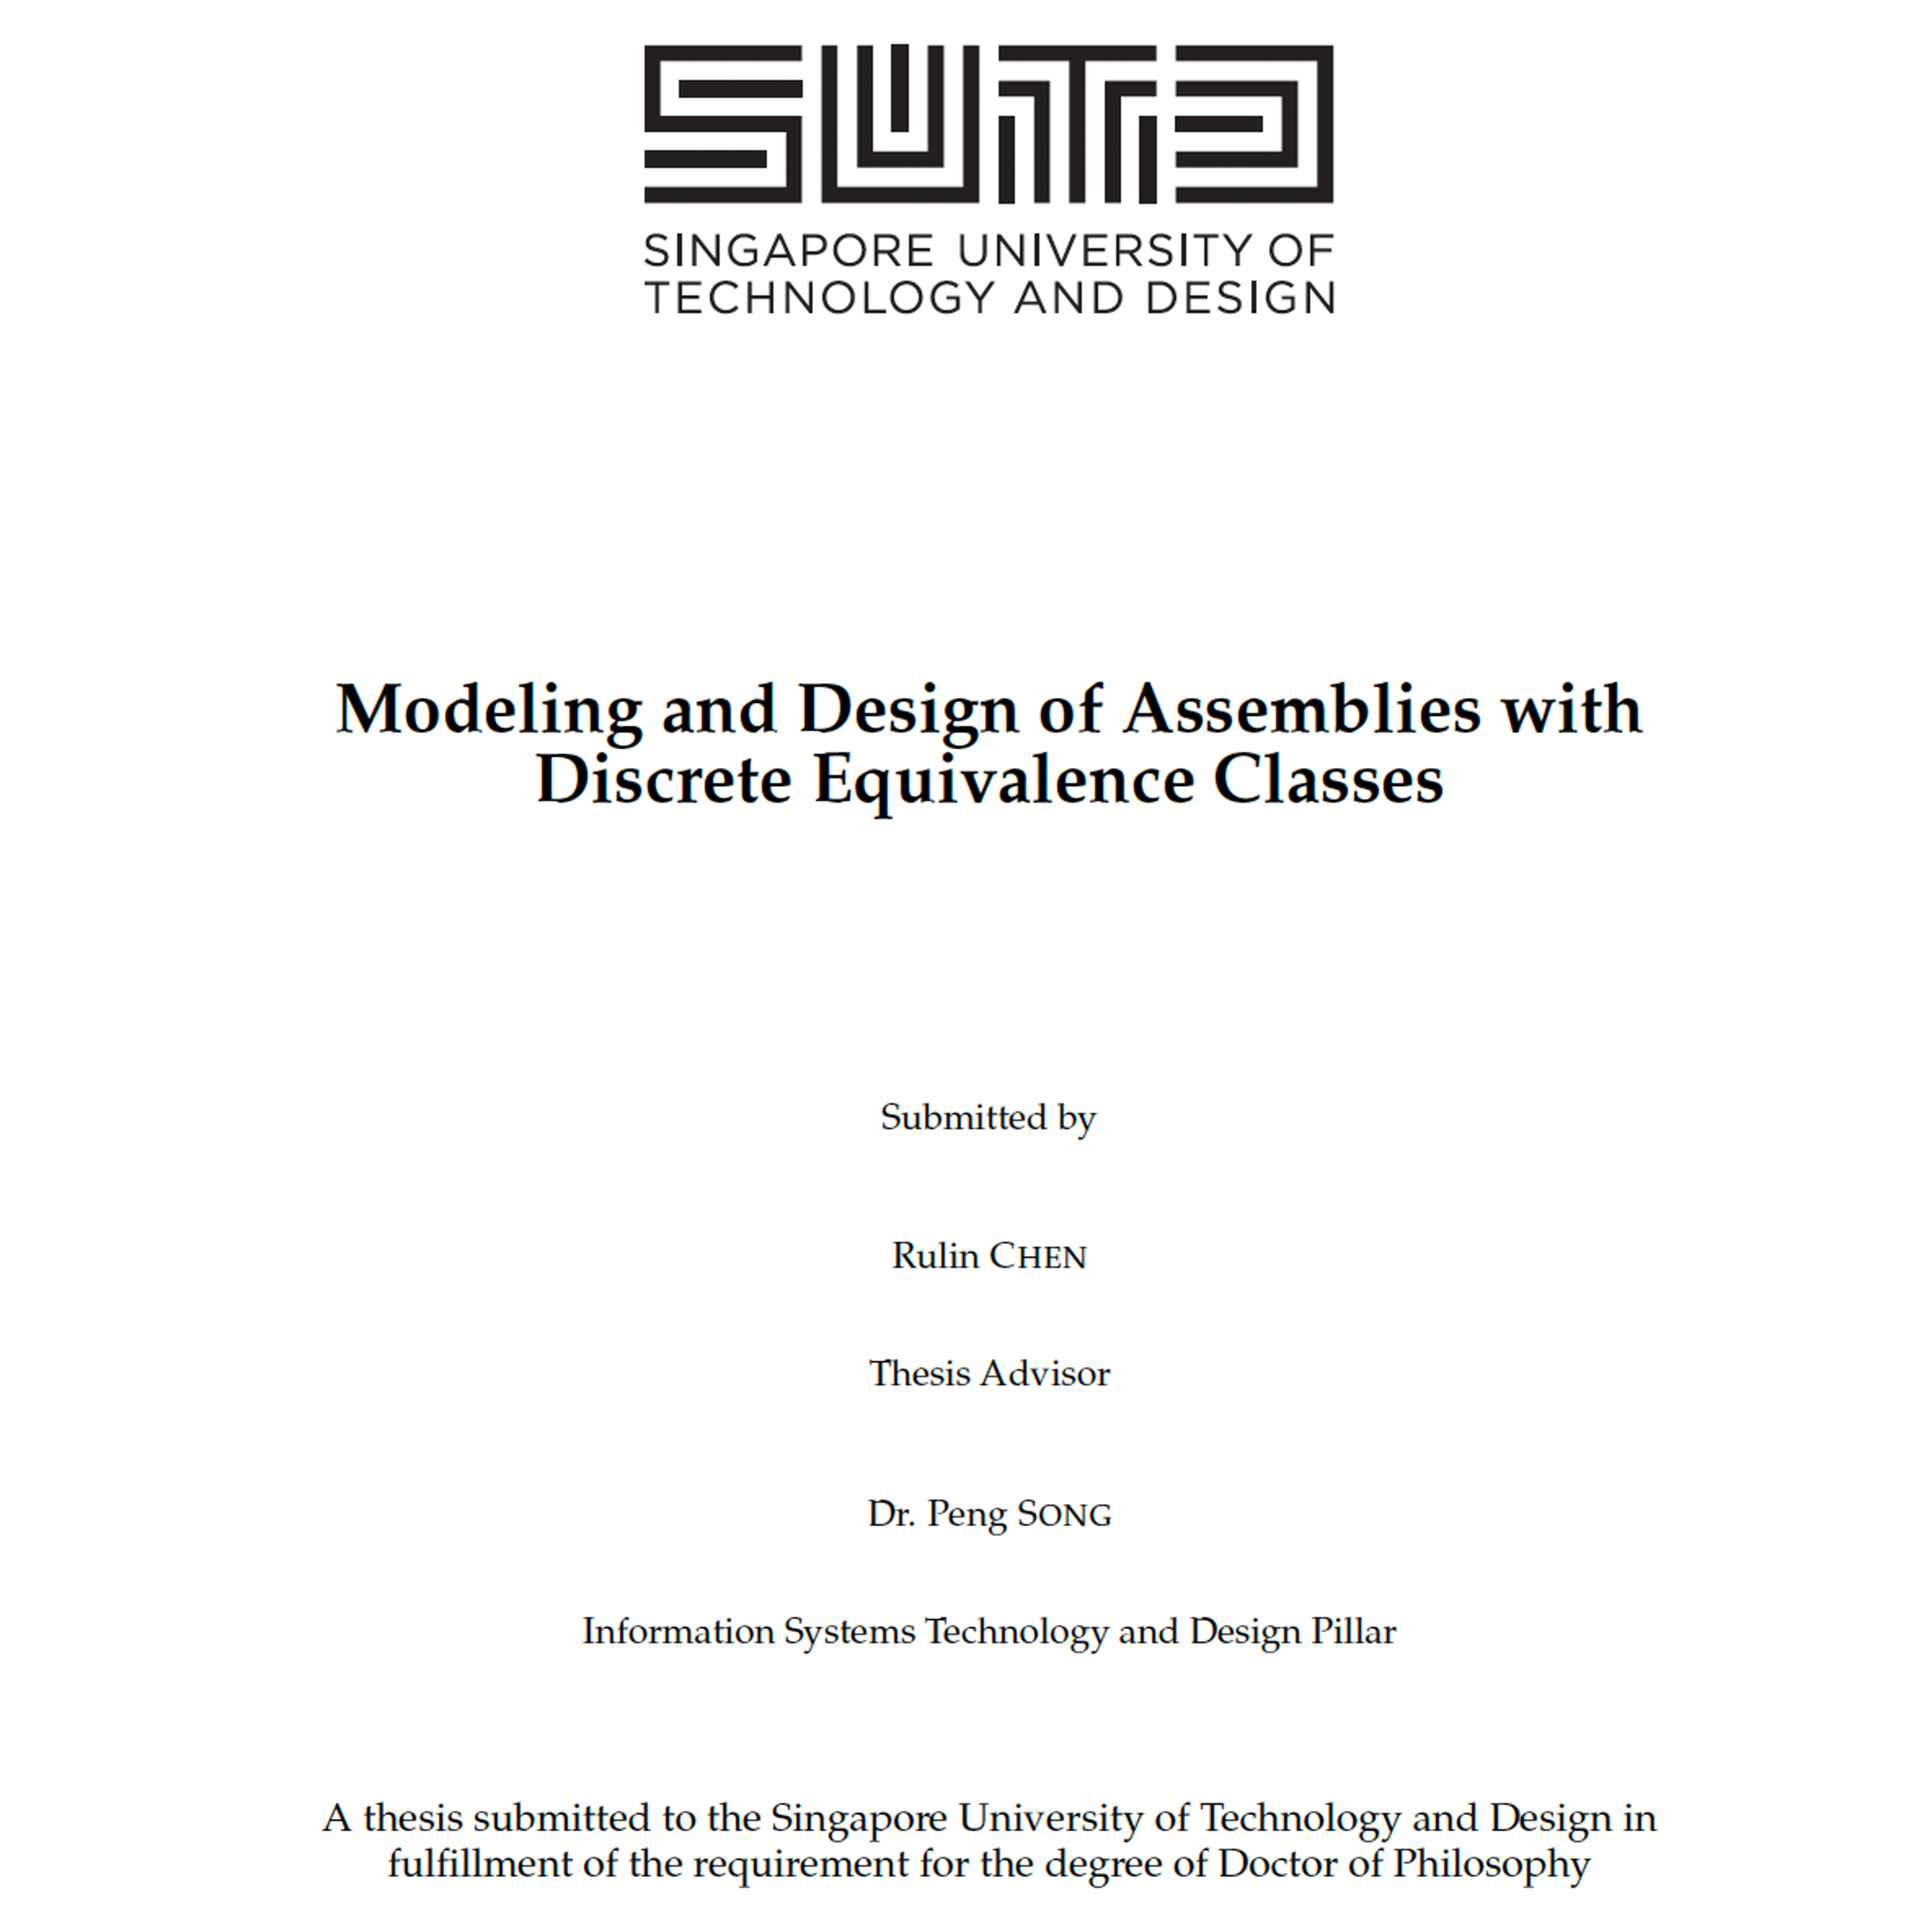 SUTD
SINGAPORE UNIVERSITY OF
TECHNOLOGY AND DESIGN
Modeling and Design of Assemblies with
Discrete Equivalence Classes
Submitted by
Rulin CHEN
Thesis Advisor
Dr. Peng SONG
Information Systems Technology and Design Pillar
A thesis submitted to the Singapore University of Technology and Design in
fulfillment of the requirement for the degree of Doctor of Philosophy